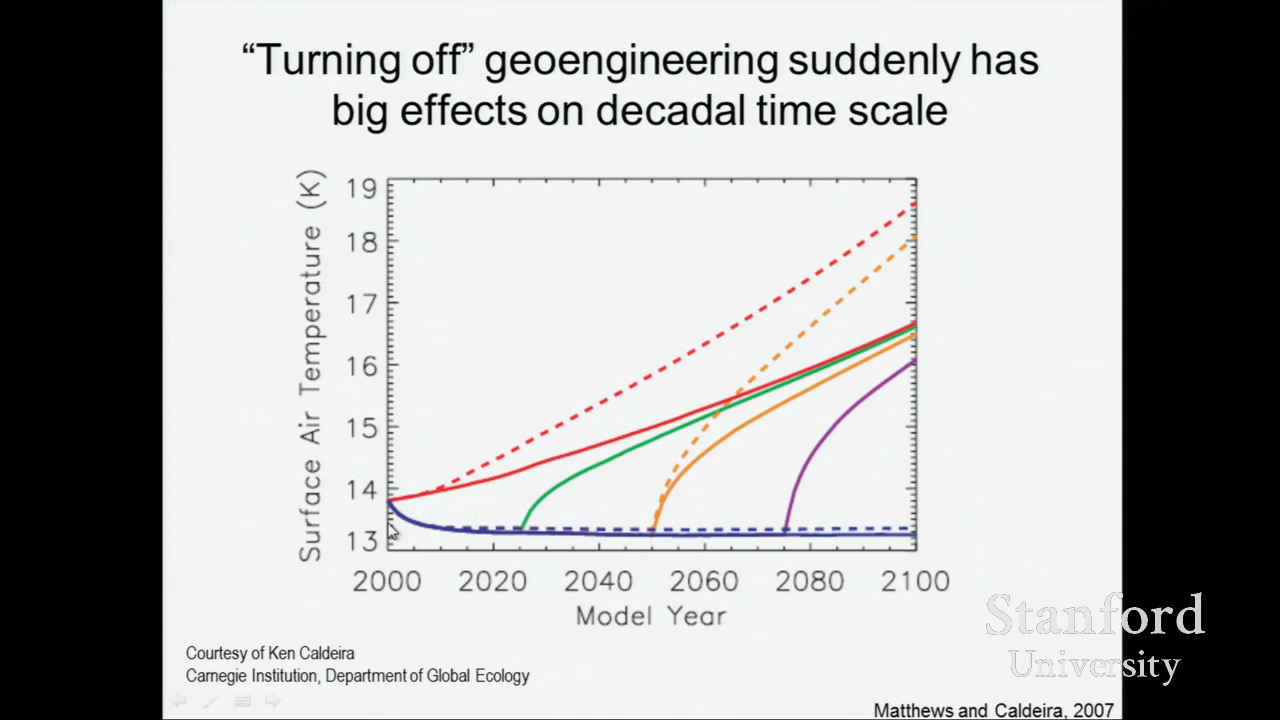 “Turning off” geoengineering suddenly has
big effects on decadal time scale
Surface Air Temperature (K)
19
18
17
16
15
14
13
2000 2020 2040 2060 2080 2100
Model Year
Courtesy of Ken Caldeira
Carnegie Institution, Department of Global Ecology
Stanford
University
Matthews and Caldeira, 2007